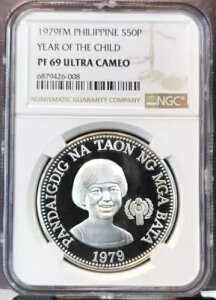 1979FM PHILIPPINE S50P
YEAR OF THE CHILD
PF 69 ULTRA CAMEO
6879426-008
NUMISMATIC GUARANTY COMPANY
NGC
PANDAIGDIG NA TAON NG MGA BATA
1979